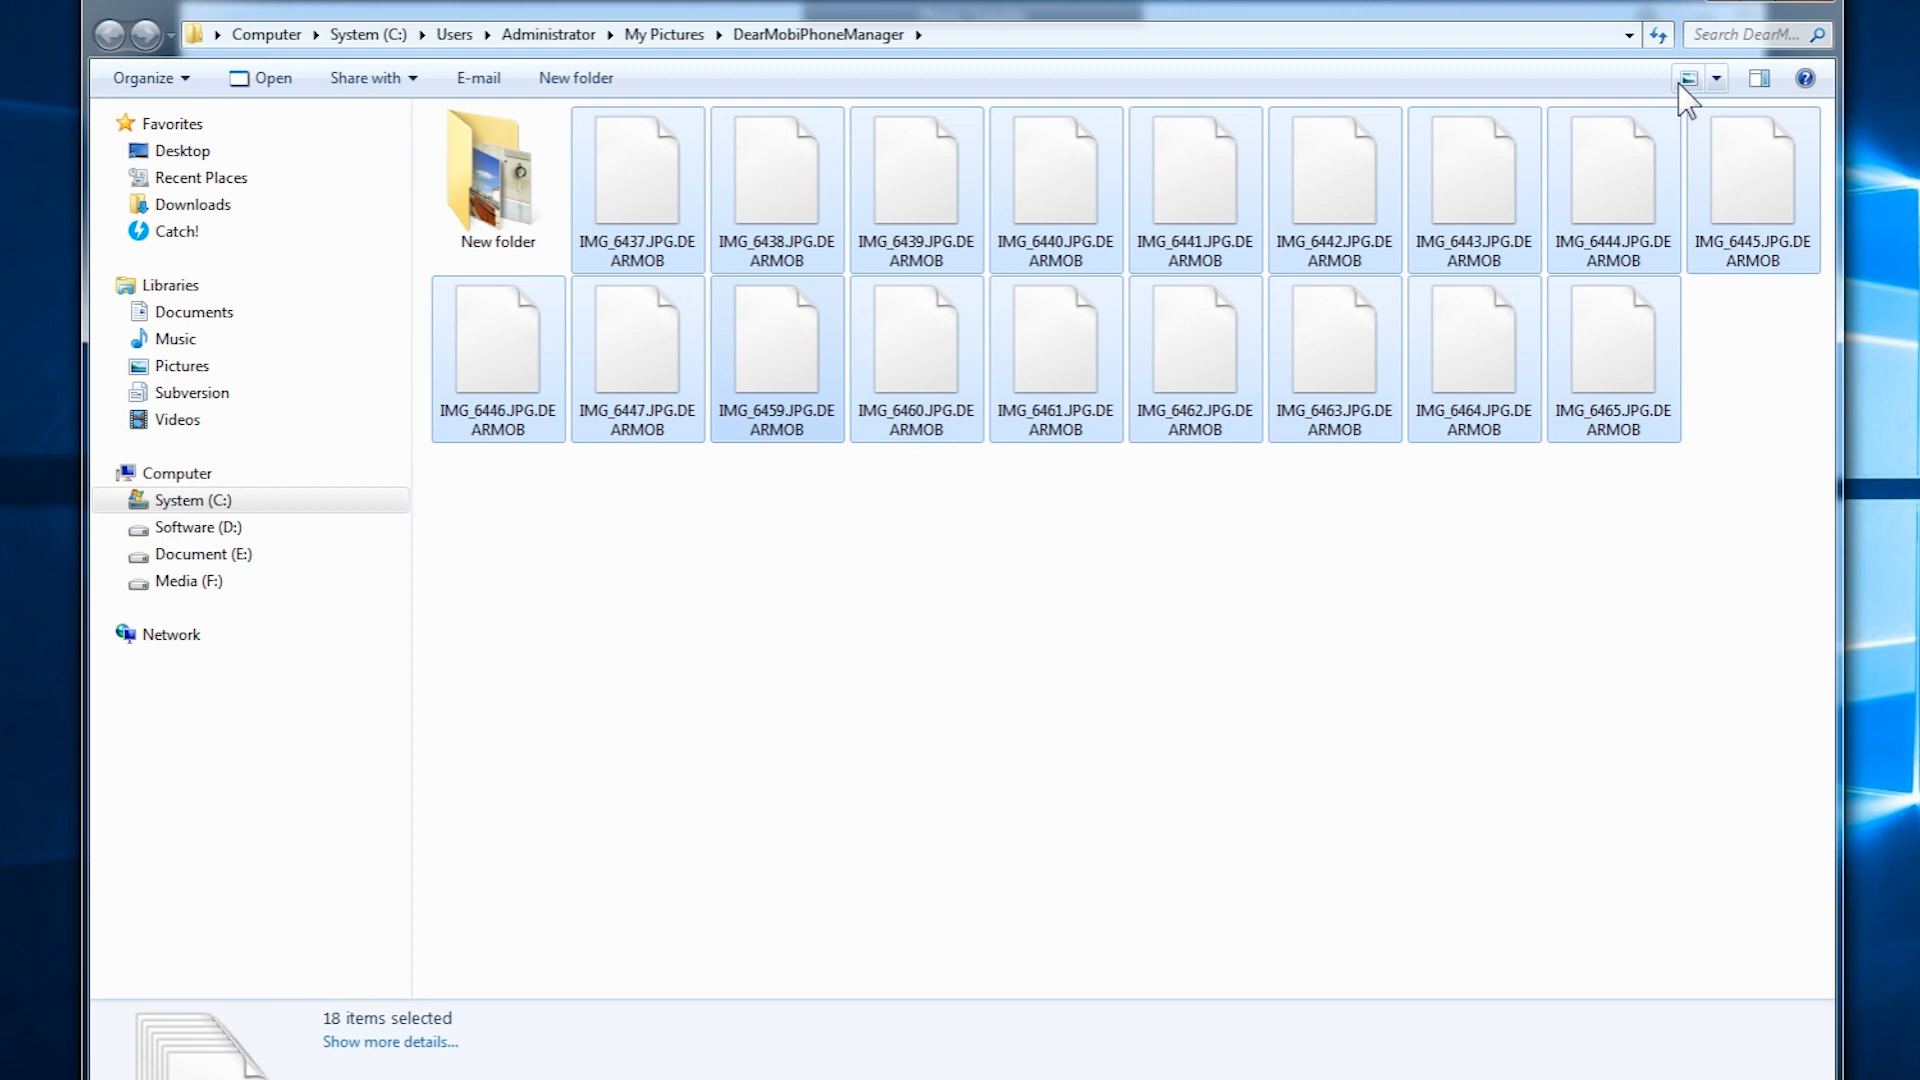 Computer System (C:) Users Administrator My Pictures DearMobiPhoneManager
Search DearM...
Organize Open Share with E-mail New folder
Favorites
Desktop
Recent Places
Downloads
Catch!
Libraries
Documents
Music
Pictures
Subversion
Videos
Computer
System (C:)
Software (D:)
Document (E:)
Media (F:)
Network
New folder
IMG_6437.JPG.DE
ARMOB
IMG_6438.JPG.DE
ARMOB
IMG_6439.JPG.DE
ARMOB
IMG_6440.JPG.DE
ARMOB
IMG_6441.JPG.DE
ARMOB
IMG_6442.JPG.DE
ARMOB
IMG_6443.JPG.DE
ARMOB
IMG_6444.JPG.DE
ARMOB
IMG_6445.JPG.DE
ARMOB
IMG_6446.JPG.DE
ARMOB
IMG_6447.JPG.DE
ARMOB
IMG_6459.JPG.DE
ARMOB
IMG_6460.JPG.DE
ARMOB
IMG_6461.JPG.DE
ARMOB
IMG_6462.JPG.DE
ARMOB
IMG_6463.JPG.DE
ARMOB
IMG_6464.JPG.DE
ARMOB
IMG_6465.JPG.DE
ARMOB
18 items selected
Show more details...